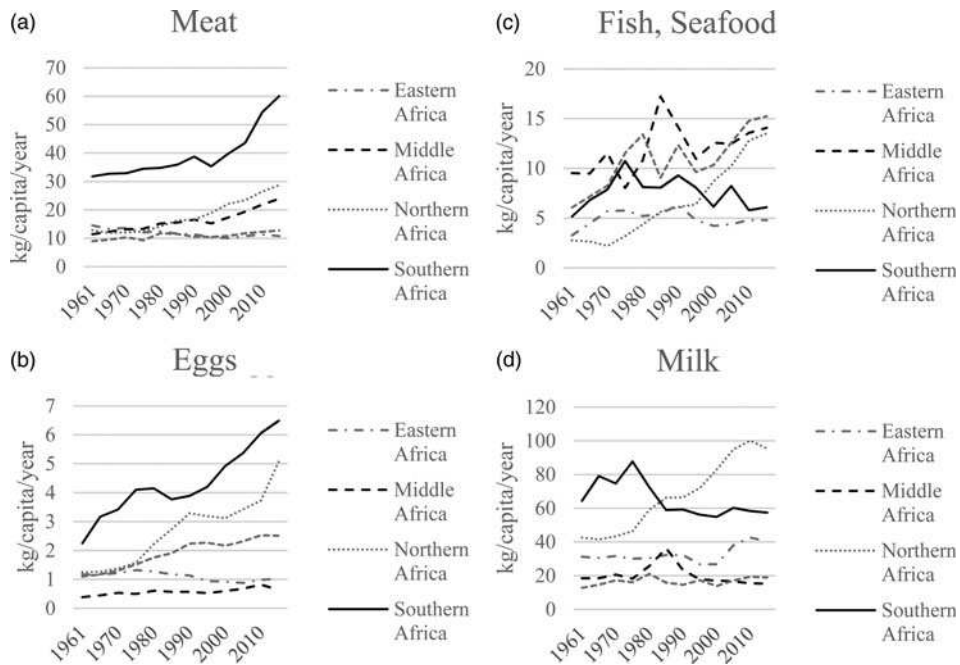 (a)
Meat
kg/capita/year
70
60
50
40
30
20
10
0
1961
1970
1980
1990
2000
2010
Eastern
Africa
Middle
Africa
Northern
Africa
Southern
Africa
(c)
Fish, Seafood
kg/capita/year
20
15
10
5
0
1961
1970
1980
1990
2000
2010
Eastern
Africa
Middle
Africa
Northern
Africa
Southern
Africa
(b)
Eggs
kg/capita/year
7
6
5
4
3
2
1
0
1961
1970
1980
1990
2000
2010
Eastern
Africa
Middle
Africa
Northern
Africa
Southern
Africa
(d)
Milk
kg/capita/year
120
100
80
60
40
20
0
1961
1970
1980
1990
2000
2010
Eastern
Africa
Middle
Africa
Northern
Africa
Southern
Africa